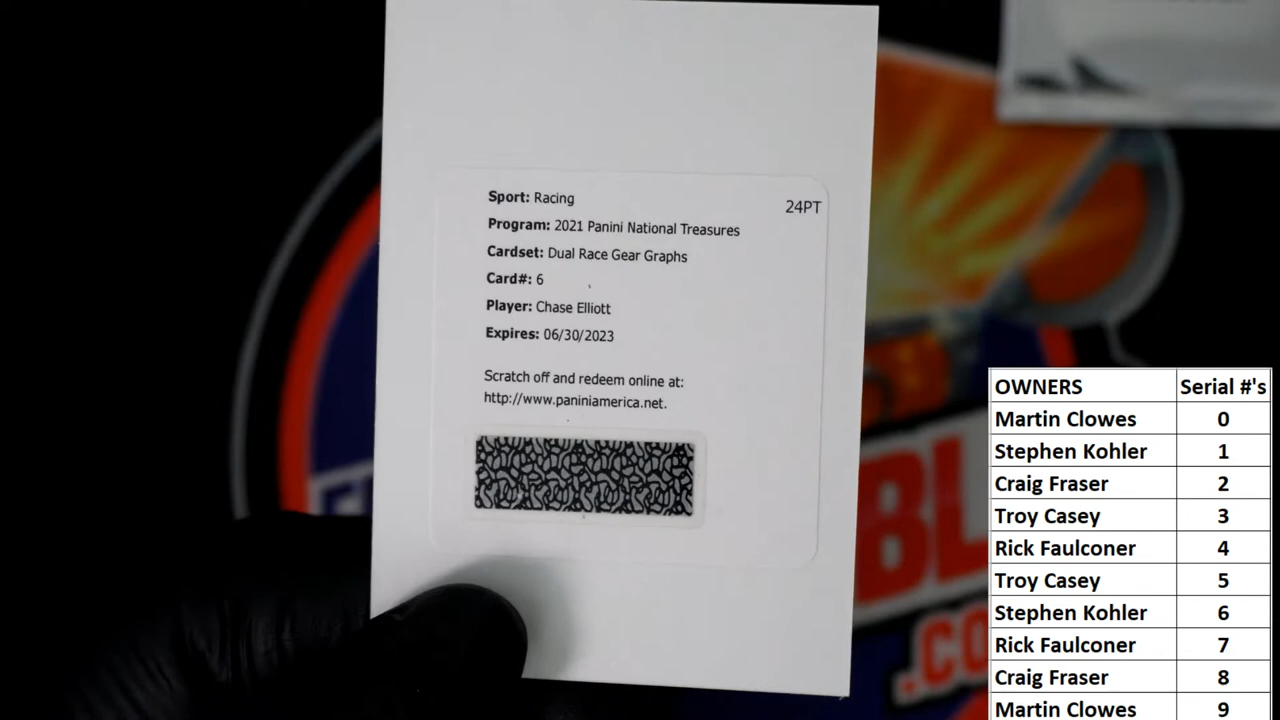 Sport: Racing
24PT
Program: 2021 Panini National Treasures
Cardset: Dual Race Gear Graphs
Card#: 6
Player: Chase Elliott
Expires: 06/30/2023
Scratch off and redeem online at:
http://www.paniniamerica.net.
BL
.CO
OWNERS Serial #'s
Martin Clowes 0
Stephen Kohler 1
Craig Fraser 2
Troy Casey 3
Rick Faulconer 4
Troy Casey 5
Stephen Kohler 6
Rick Faulconer 7
Craig Fraser 8
Martin Clowes 9